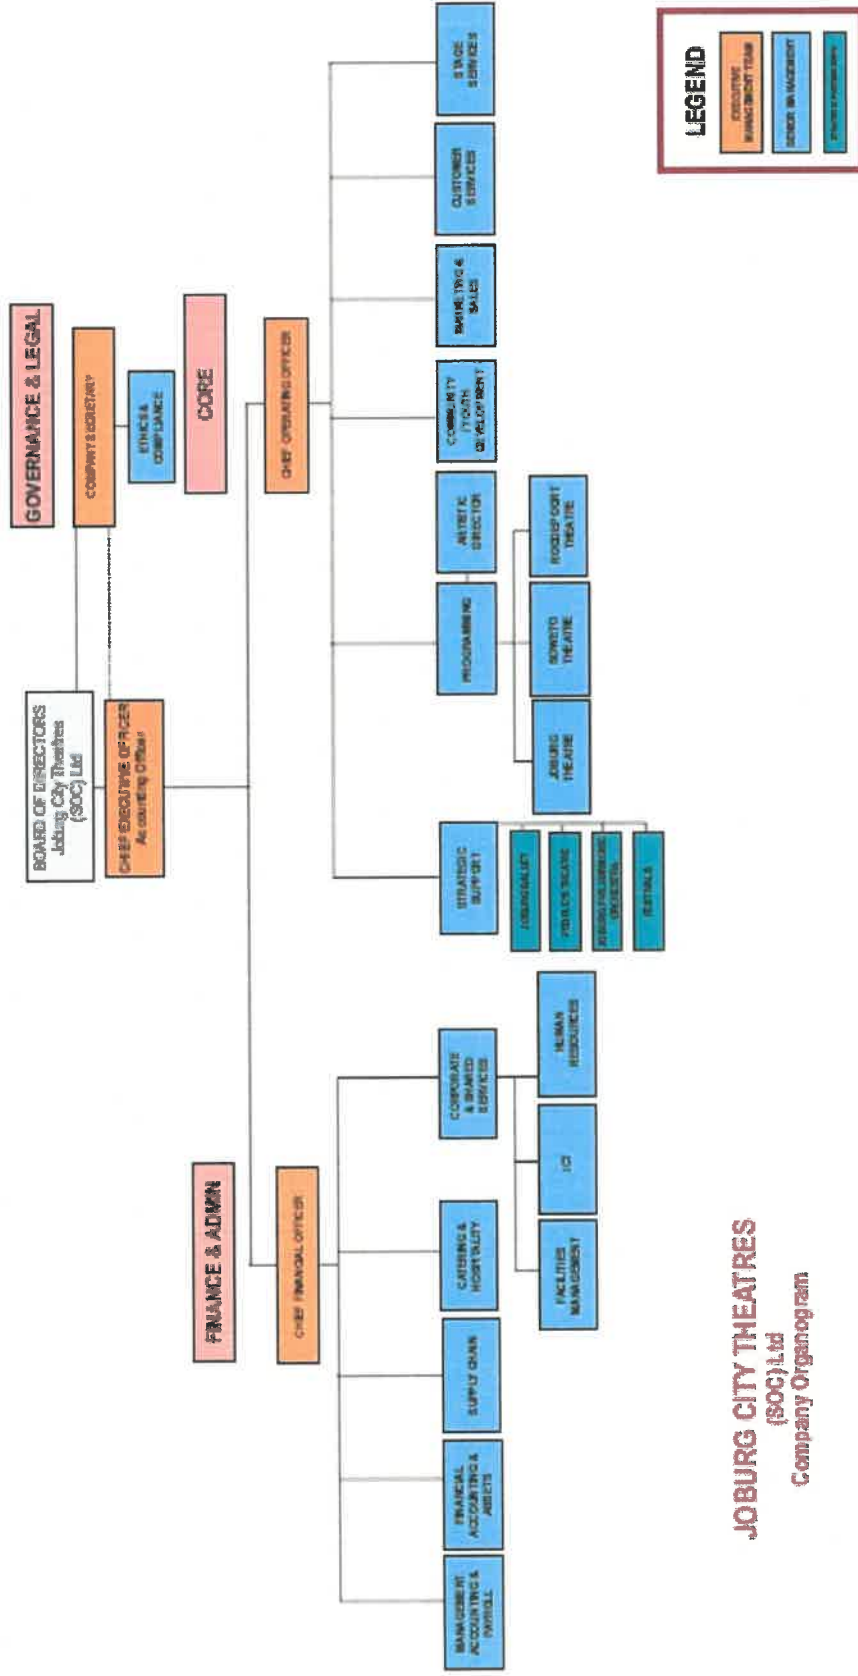 BOARD OF DIRECTORS
Joburg City Theatres
(SOC) Ltd
CHIEF EXECUTIVE OFFICER
Accounting Officer
GOVERNANCE & LEGAL
COMPANY SECRETARY
ETHICS &
COMPLIANCE
FINANCE & ADMIN
CORE
CHIEF FINANCIAL OFFICER
CHIEF OPERATING OFFICER
MANAGEMENT
ACCOUNTING &
PAYROLL
FINANCIAL
ACCOUNTING &
ASSETS
SUPPLY CHAIN
CATERING &
HOSPITALITY
CORPORATE
& SHARED
SERVICES
STRATEGIC
SUPPORT
PROGRAMMING
ARTISTIC
DIRECTOR
COMMUNITY
/ YOUTH
DEVELOPMENT
MARKETING &
SALES
CUSTOMER
SERVICES
STAGE
SERVICES
FACILITIES
MANAGEMENT
ICT
HUMAN
RESOURCES
JOBURG BALLET
PEOPLE'S THEATRE
JOBURG PHILHARMONIC
ORCHESTRA
FESTIVALS
JOBURG
THEATRE
SOWETO
THEATRE
ROODEPOORT
THEATRE
JOBURG CITY THEATRES
(SOC) Ltd
Company Organogram
LEGEND
EXECUTIVE
MANAGEMENT TEAM
SENIOR MANAGEMENT